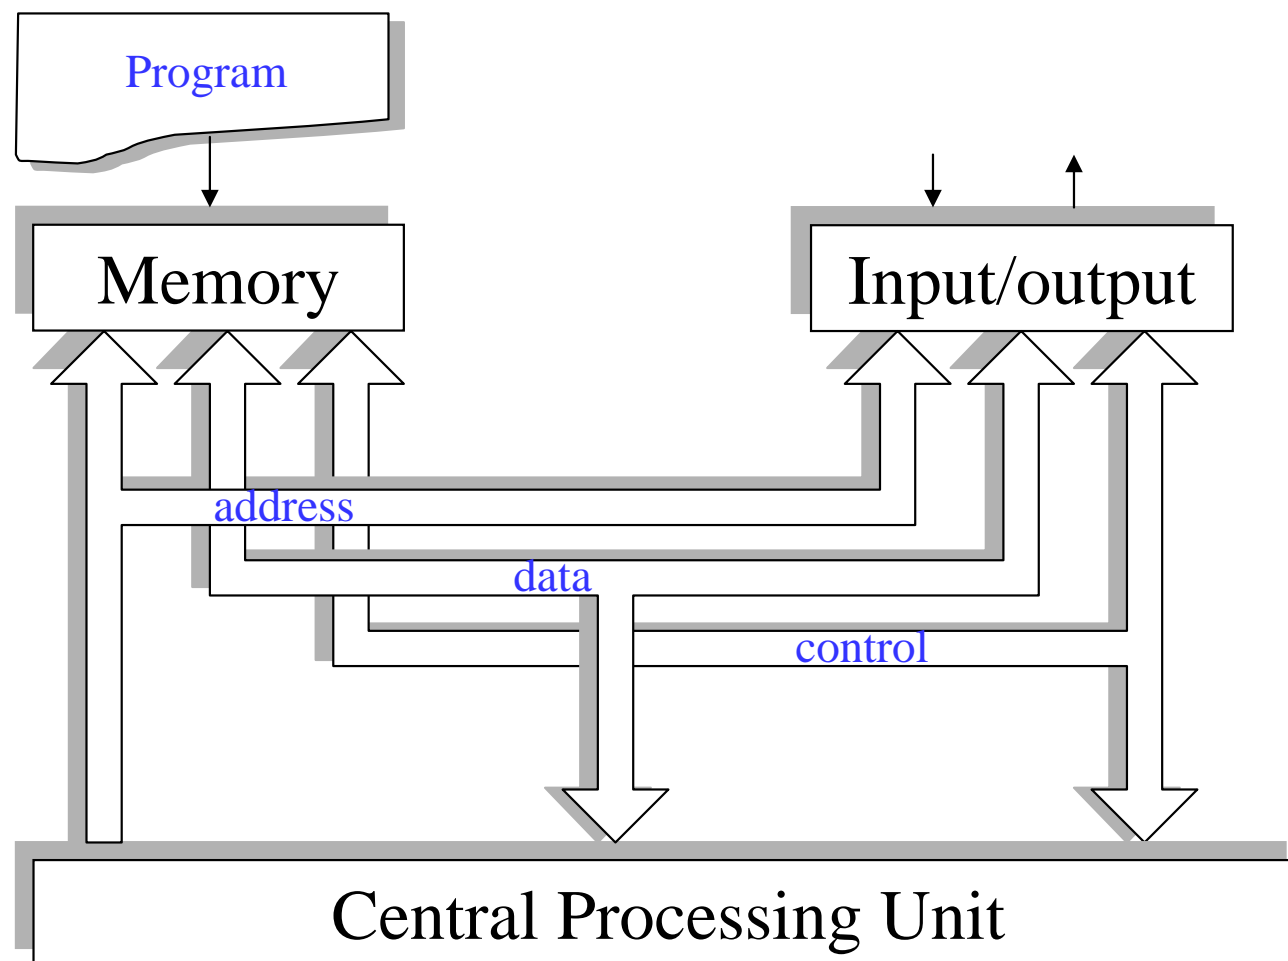 Program
Memory
Input/output
address
data
control
Central Processing Unit